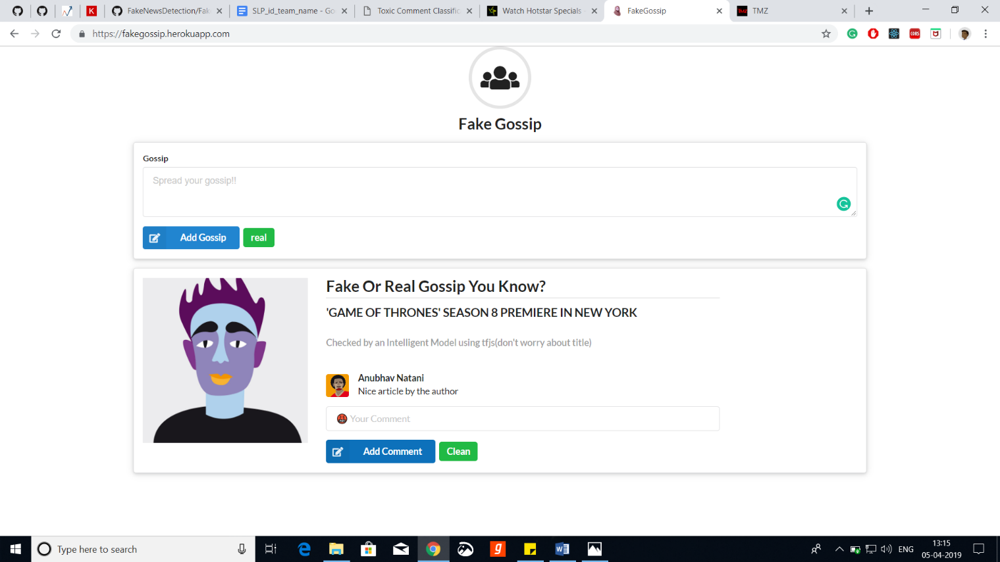 FakeNewsDetection/Fak
SLP_id_team_name - Go
Toxic Comment Classific
Watch Hotstar Specials
FakeGossip
TMZ
https://fakegossip.herokuapp.com
Fake Gossip
Gossip
Spread your gossip!!
Add Gossip
real
Fake Or Real Gossip You Know?
'GAME OF THRONES' SEASON 8 PREMIERE IN NEW YORK
Checked by an Intelligent Model using tfjs(don't worry about title)
Anubhav Natani
Nice article by the author
Your Comment
Add Comment
Clean
Type here to search
ENG
13:15
05-04-2019